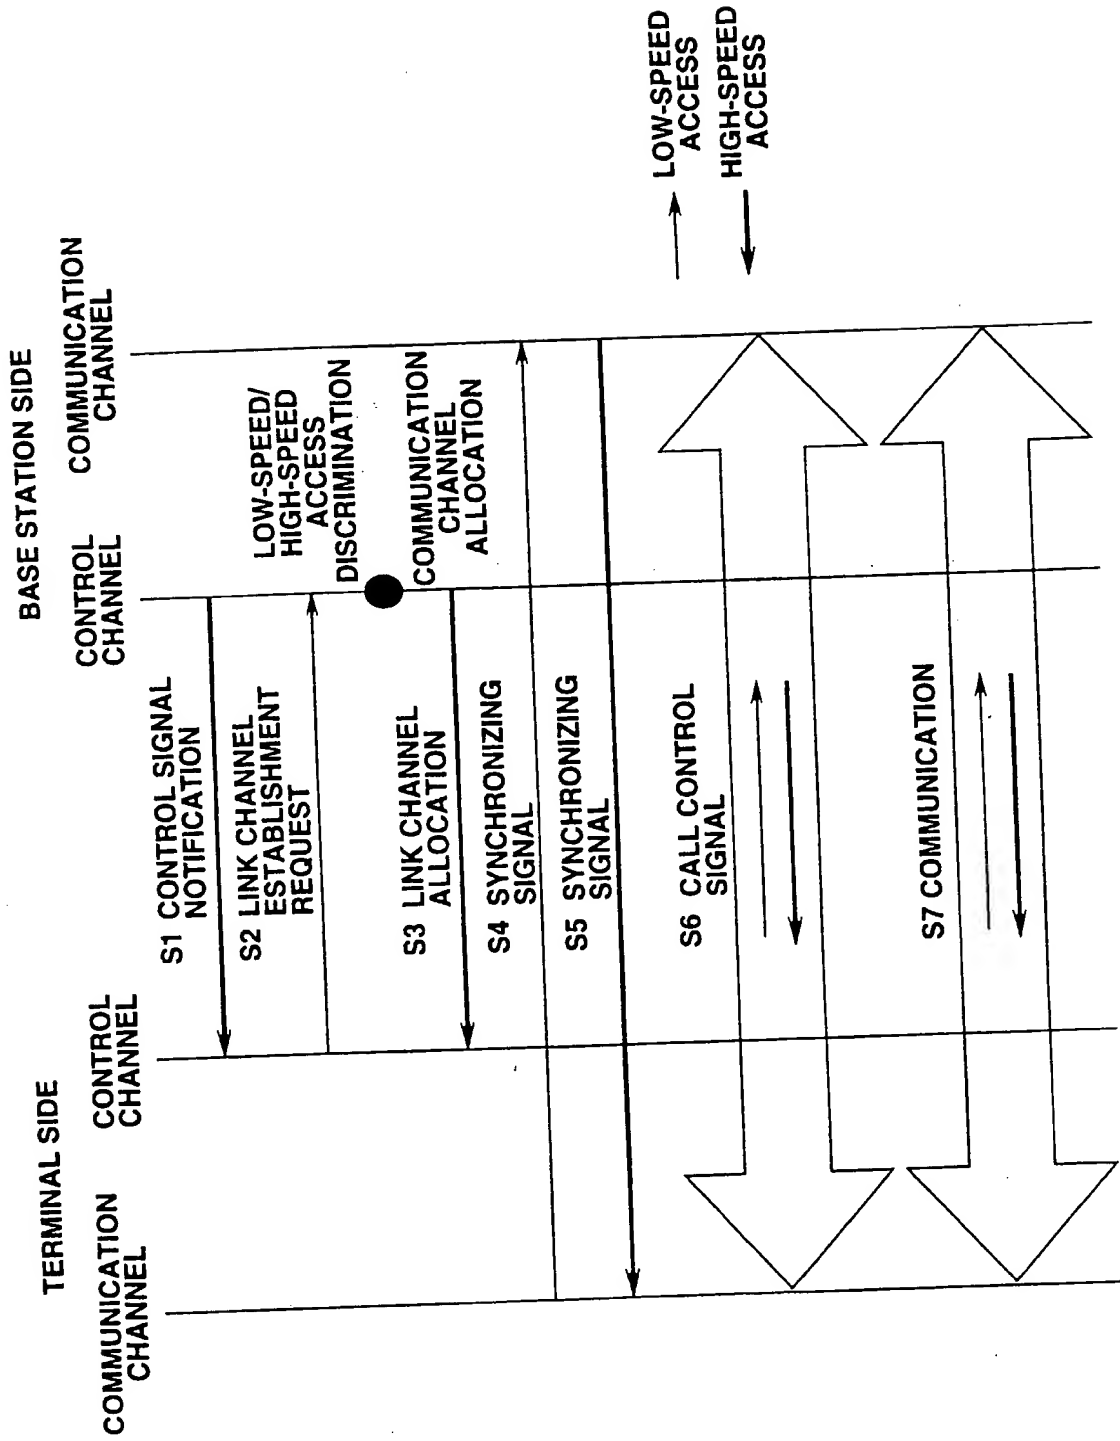 TERMINAL SIDE
BASE STATION SIDE
COMMUNICATION
CHANNEL
CONTROL
CHANNEL
CONTROL
CHANNEL
COMMUNICATION
CHANNEL
S1 CONTROL SIGNAL
NOTIFICATION
S2 LINK CHANNEL
ESTABLISHMENT
REQUEST
LOW-SPEED/
HIGH-SPEED
ACCESS
DISCRIMINATION
S3 LINK CHANNEL
ALLOCATION
COMMUNICATION
CHANNEL
ALLOCATION
S4 SYNCHRONIZING
SIGNAL
S5 SYNCHRONIZING
SIGNAL
S6 CALL CONTROL
SIGNAL
S7 COMMUNICATION
LOW-SPEED
ACCESS
HIGH-SPEED
ACCESS